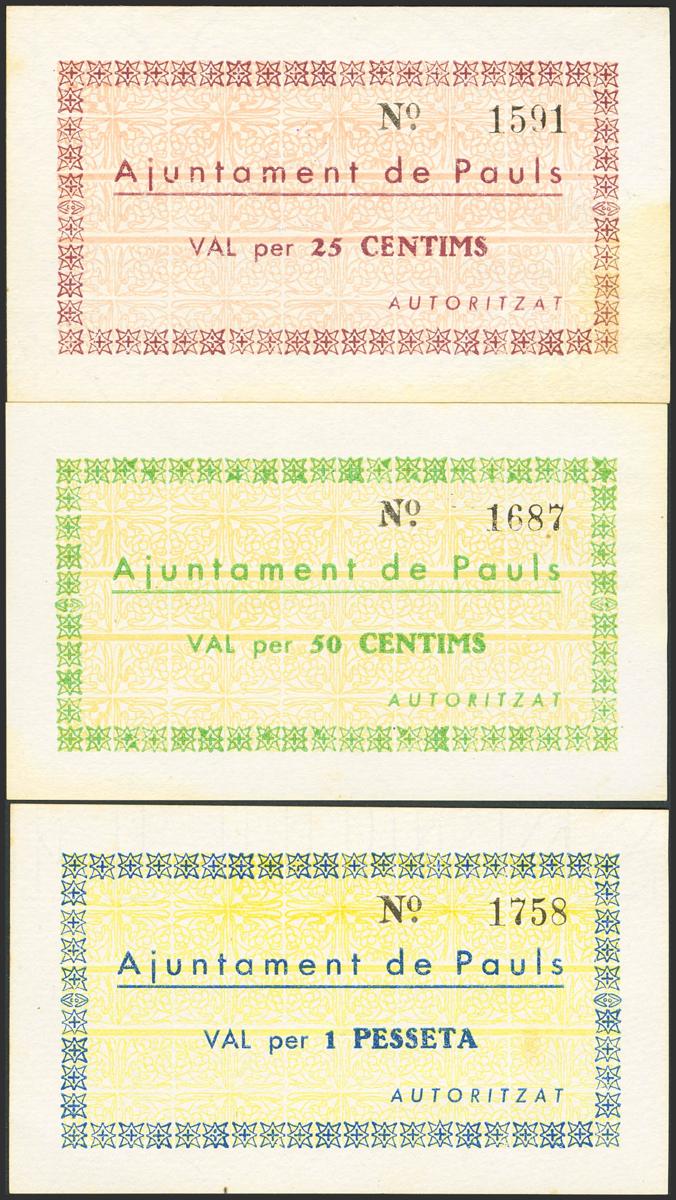 Nº 1591
Ajuntament de Pauls
VAL per 25 CENTIMS
AUTORITZAT
Nº 1687
Ajuntament de Pauls
VAL per 50 CENTIMS
AUTORITZAT
Nº 1758
Ajuntament de Pauls
VAL per 1 PESSETA
AUTORITZAT